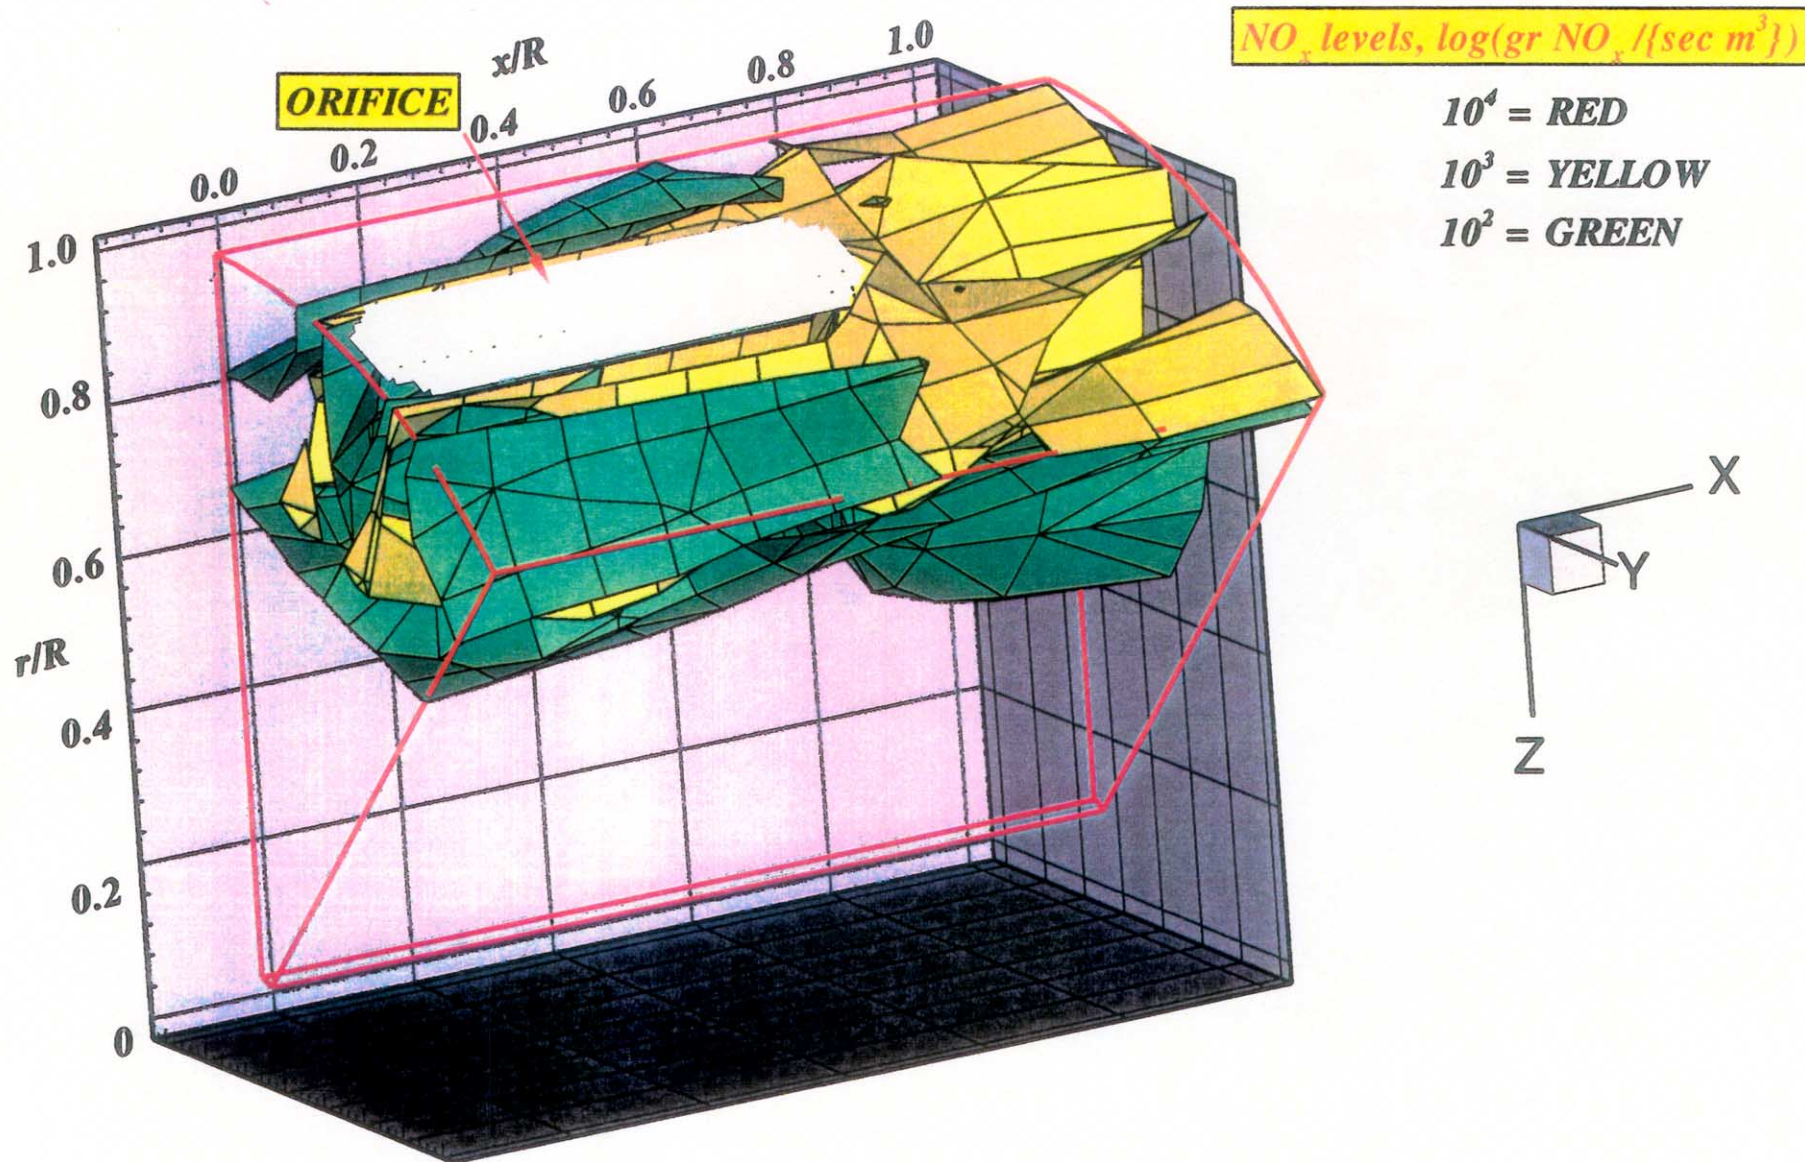 NOx levels, log(gr NOx /{sec m³})
10⁴ = RED
10³ = YELLOW
10² = GREEN
ORIFICE
x/R
0.0
0.2
0.4
0.6
0.8
1.0
1.0
0.8
0.6
r/R
0.4
0.2
0
X
Y
Z